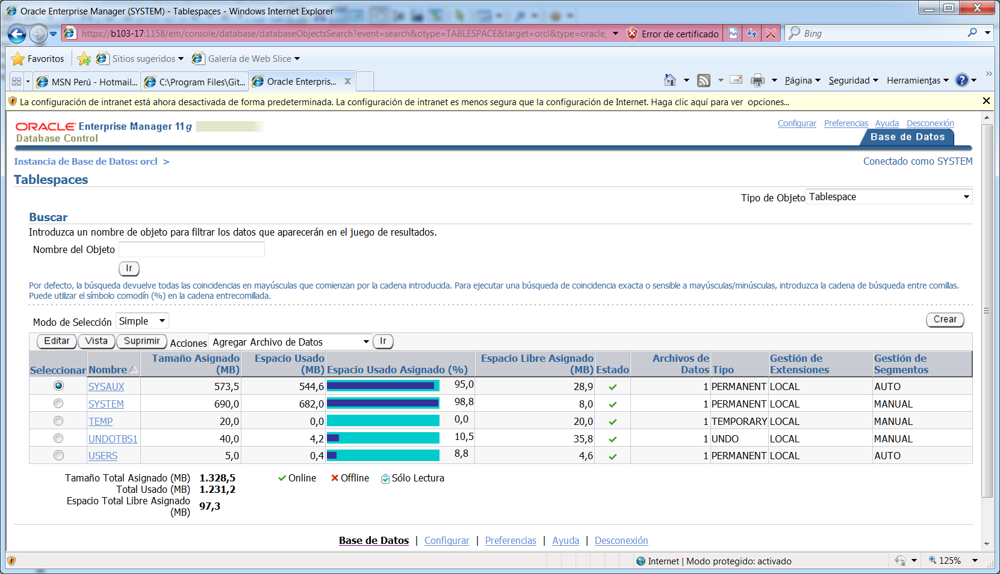 Oracle Enterprise Manager (SYSTEM) - Tablespaces - Windows Internet Explorer
https://b103-17:1158/em/console/database/databaseObjectsSearch?event=search&otype=TABLESPACE&target=orcl&type=oracle_ Error de certificado Bing
Favoritos Sitios sugeridos Galería de Web Slice
MSN Perú - Hotmail... C:\Program Files\Git... Oracle Enterpris... Página Seguridad Herramientas
La configuración de intranet está ahora desactivada de forma predeterminada. La configuración de intranet es menos segura que la configuración de Internet. Haga clic aquí para ver opciones...
ORACLE Enterprise Manager 11g
Database Control
Configurar Preferencias Ayuda Desconexión
Base de Datos
Instancia de Base de Datos: orcl > Conectado como SYSTEM
Tablespaces
Tipo de Objeto Tablespace
Buscar
Introduzca un nombre de objeto para filtrar los datos que aparecerán en el juego de resultados.
Nombre del Objeto
Ir
Por defecto, la búsqueda devuelve todas las coincidencias en mayúsculas que comienzan por la cadena introducida. Para ejecutar una búsqueda de coincidencia exacta o sensible a mayúsculas/minúsculas, introduzca la cadena de búsqueda entre comillas.
Puede utilizar el símbolo comodín (%) en la cadena entrecomillada.
Modo de Selección Simple Crear
Editar Vista Suprimir Acciones Agregar Archivo de Datos Ir
Seleccionar Nombre Tamaño Asignado (MB) Espacio Usado (MB) Espacio Usado Asignado (%) Espacio Libre Asignado (MB) Estado Archivos de Datos Tipo Gestión de Extensiones Gestión de Segmentos
SYSAUX 573,5 544,6 95,0 28,9 1 PERMANENT LOCAL AUTO
SYSTEM 690,0 682,0 98,8 8,0 1 PERMANENT LOCAL MANUAL
TEMP 20,0 0,0 0,0 20,0 1 TEMPORARY LOCAL MANUAL
UNDOTBS1 40,0 4,2 10,5 35,8 1 UNDO LOCAL MANUAL
USERS 5,0 0,4 8,8 4,6 1 PERMANENT LOCAL AUTO
Tamaño Total Asignado (MB) 1.328,5 Online Offline Sólo Lectura
Total Usado (MB) 1.231,2
Espacio Total Libre Asignado (MB) 97,3
Base de Datos | Configurar | Preferencias | Ayuda | Desconexión
Internet | Modo protegido: activado 125%